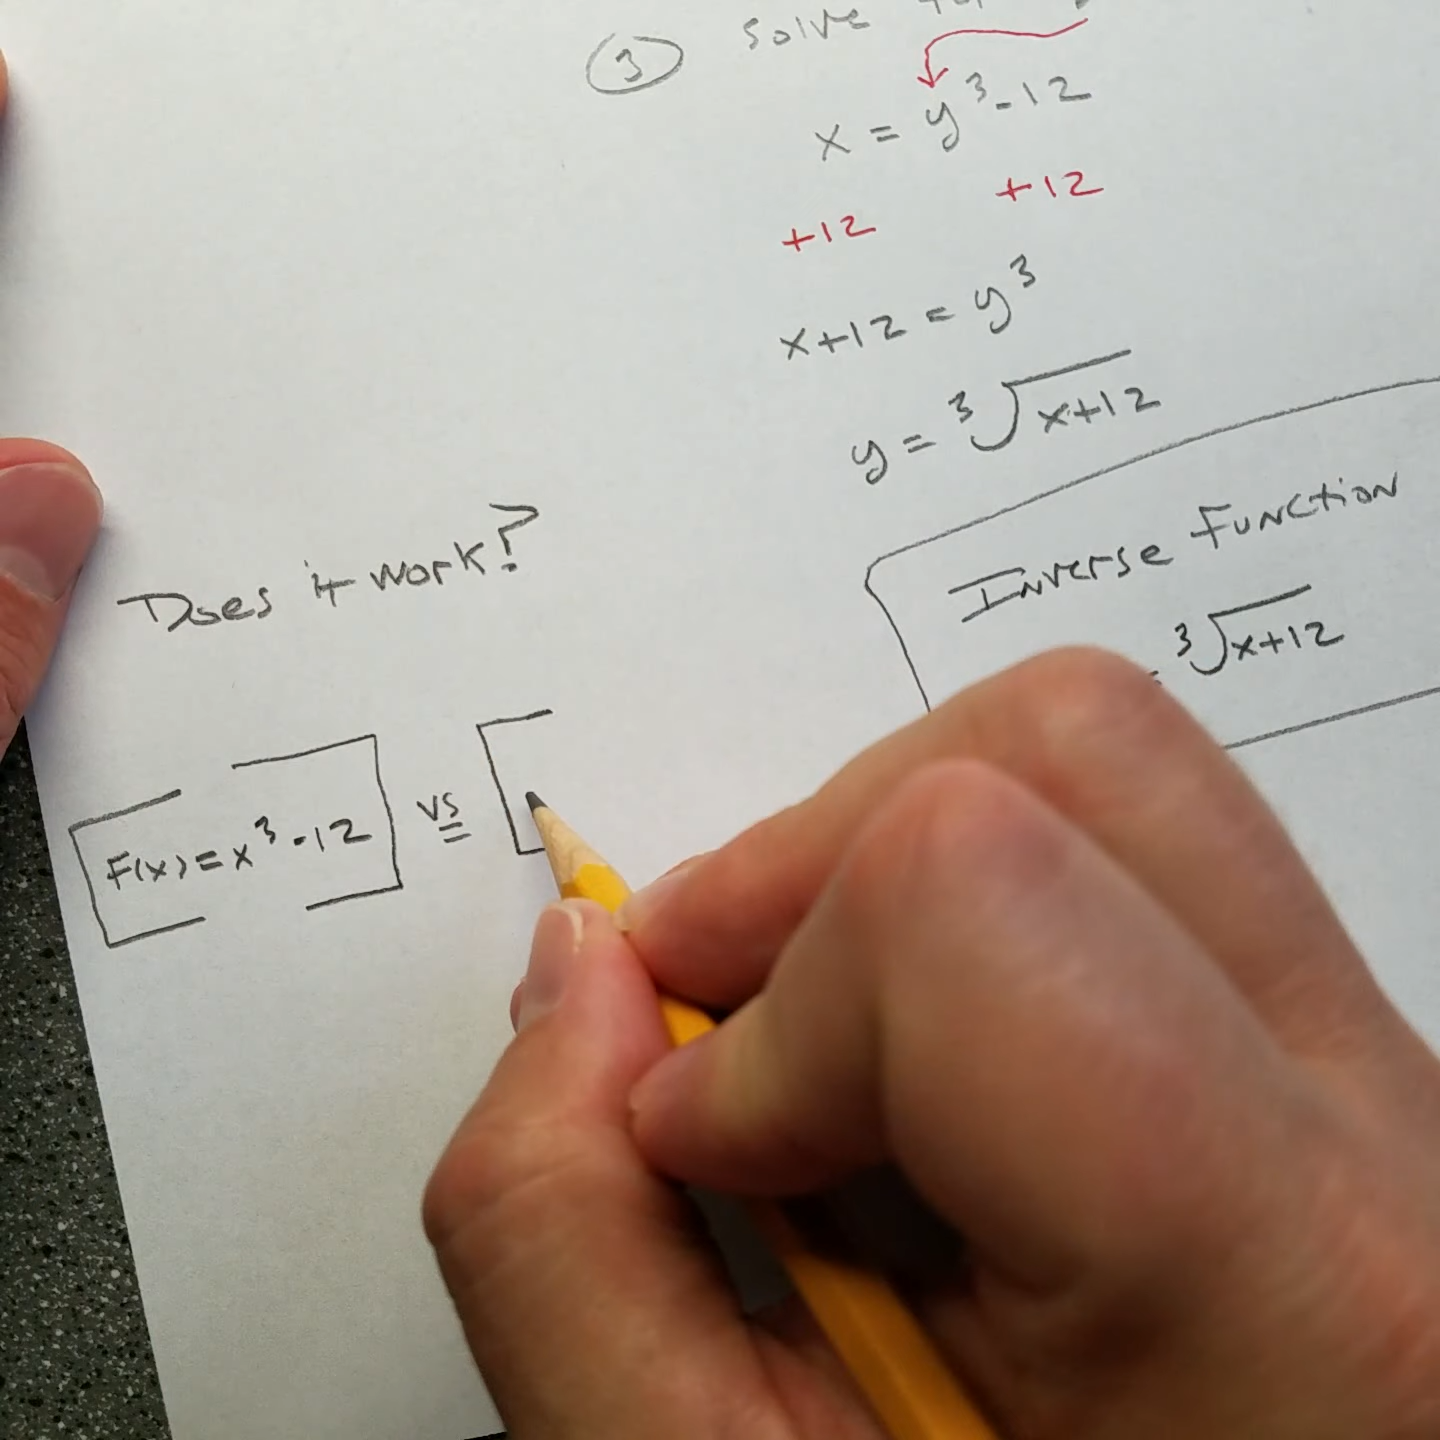 ③ Solve
x = y³-12
+12 +12
x+12 = y³
y = ³√x+12
Inverse Function
= ³√x+12
Does it work?
F(x) = x³-12 vs